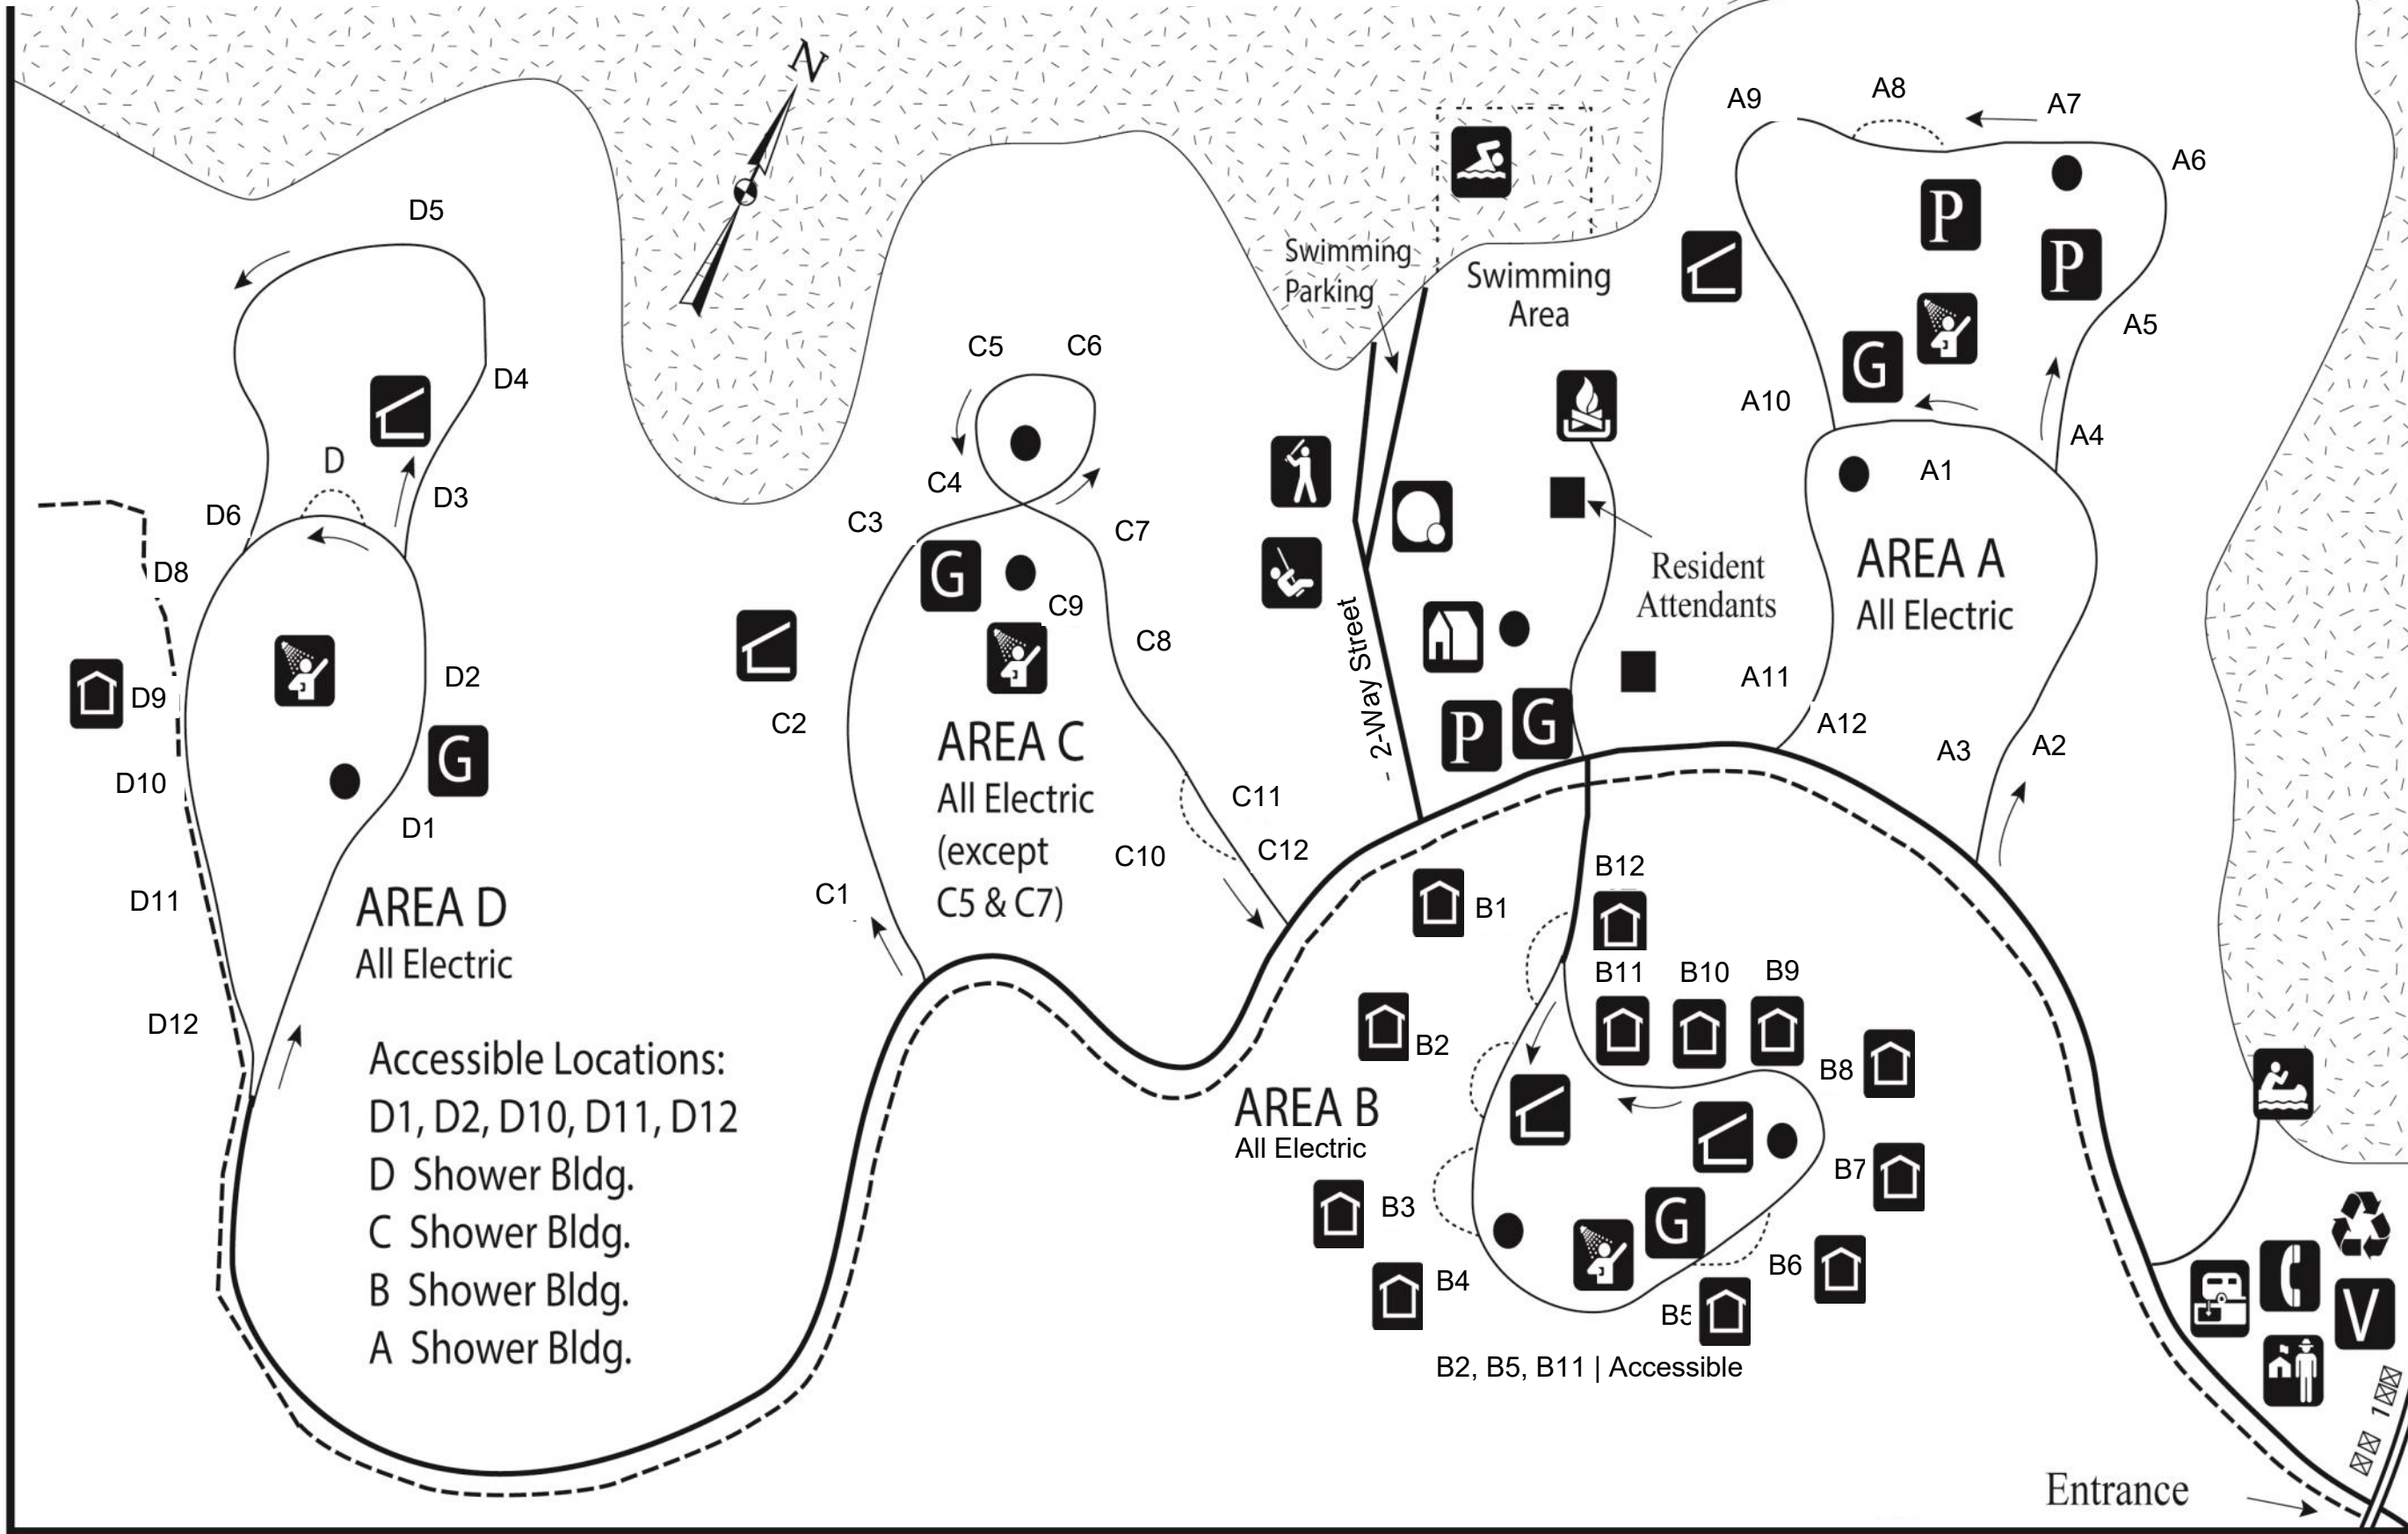 N
A8
A9
A7
A6
P
P
A5
G
A10
A4
A1
AREA A
All Electric
A11
A12
A3
A2
Swimming
Parking
Swimming
Area
Resident
Attendants
- 2-Way Street
P
G
D5
D4
D
D3
D6
D8
D9
D2
D10
G
D1
D11
AREA D
All Electric
D12
C5
C6
C4
C3
C7
G
C9
C8
C2
AREA C
All Electric
(except
C5 & C7)
C11
C10
C12
C1
B12
B1
B11
B10
B9
B2
B8
AREA B
All Electric
B7
B3
G
B6
B4
B5
B2, B5, B11 | Accessible
Accessible Locations:
D1, D2, D10, D11, D12
D Shower Bldg.
C Shower Bldg.
B Shower Bldg.
A Shower Bldg.
V
Entrance